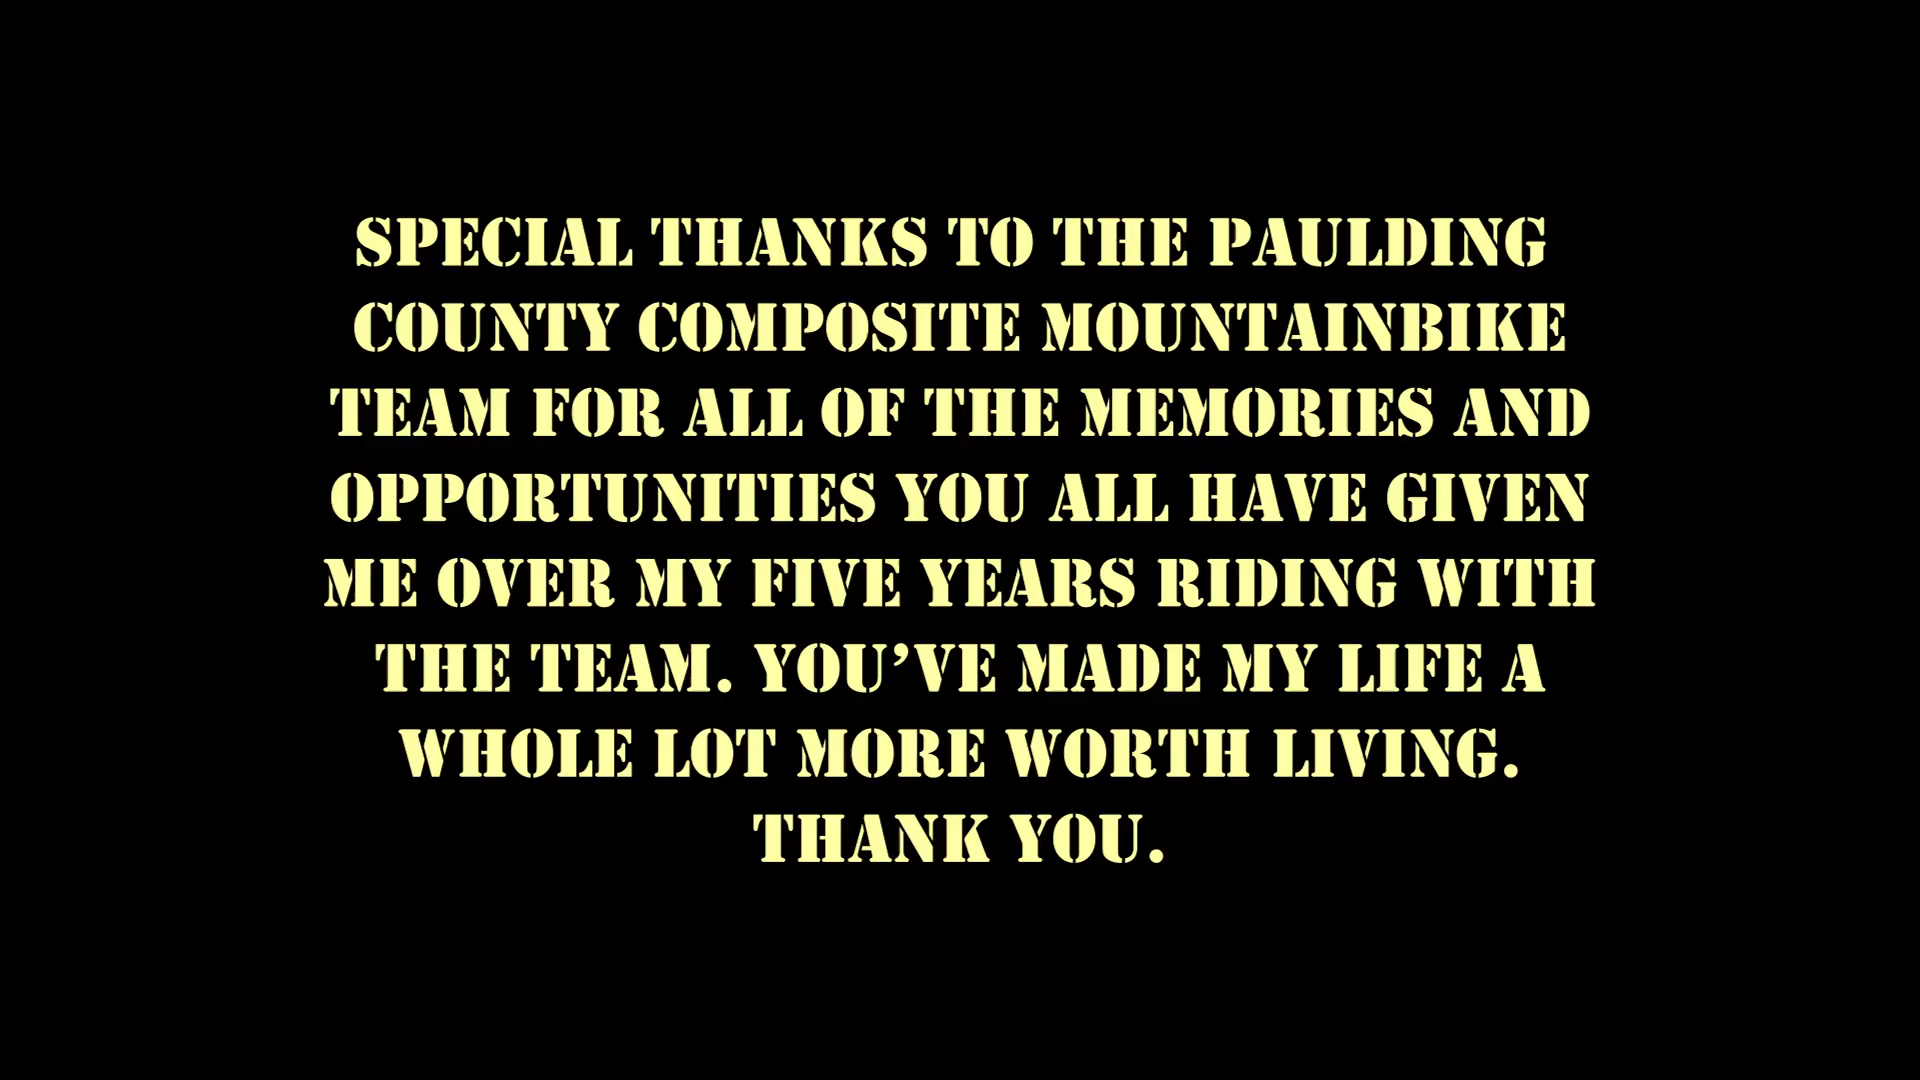 SPECIAL THANKS TO THE PAULDING
COUNTY COMPOSITE MOUNTAINBIKE
TEAM FOR ALL OF THE MEMORIES AND
OPPORTUNITIES YOU ALL HAVE GIVEN
ME OVER MY FIVE YEARS RIDING WITH
THE TEAM. YOU’VE MADE MY LIFE A
WHOLE LOT MORE WORTH LIVING.
THANK YOU.